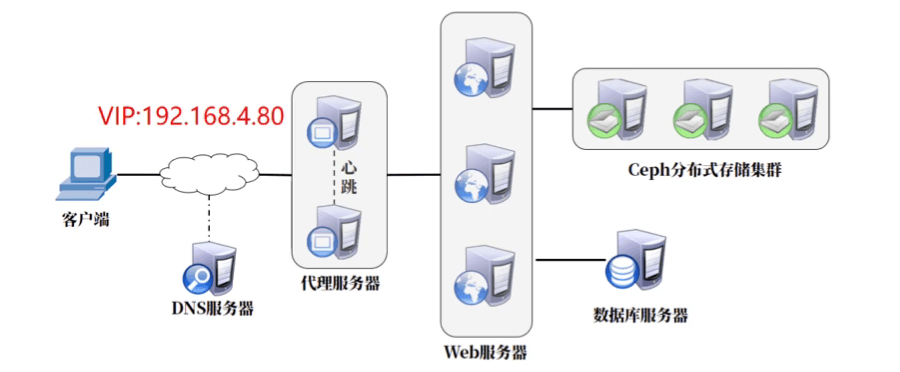 VIP:192.168.4.80
心
跳
Ceph分布式存储集群
客户端
代理服务器
DNS服务器
数据库服务器
Web服务器